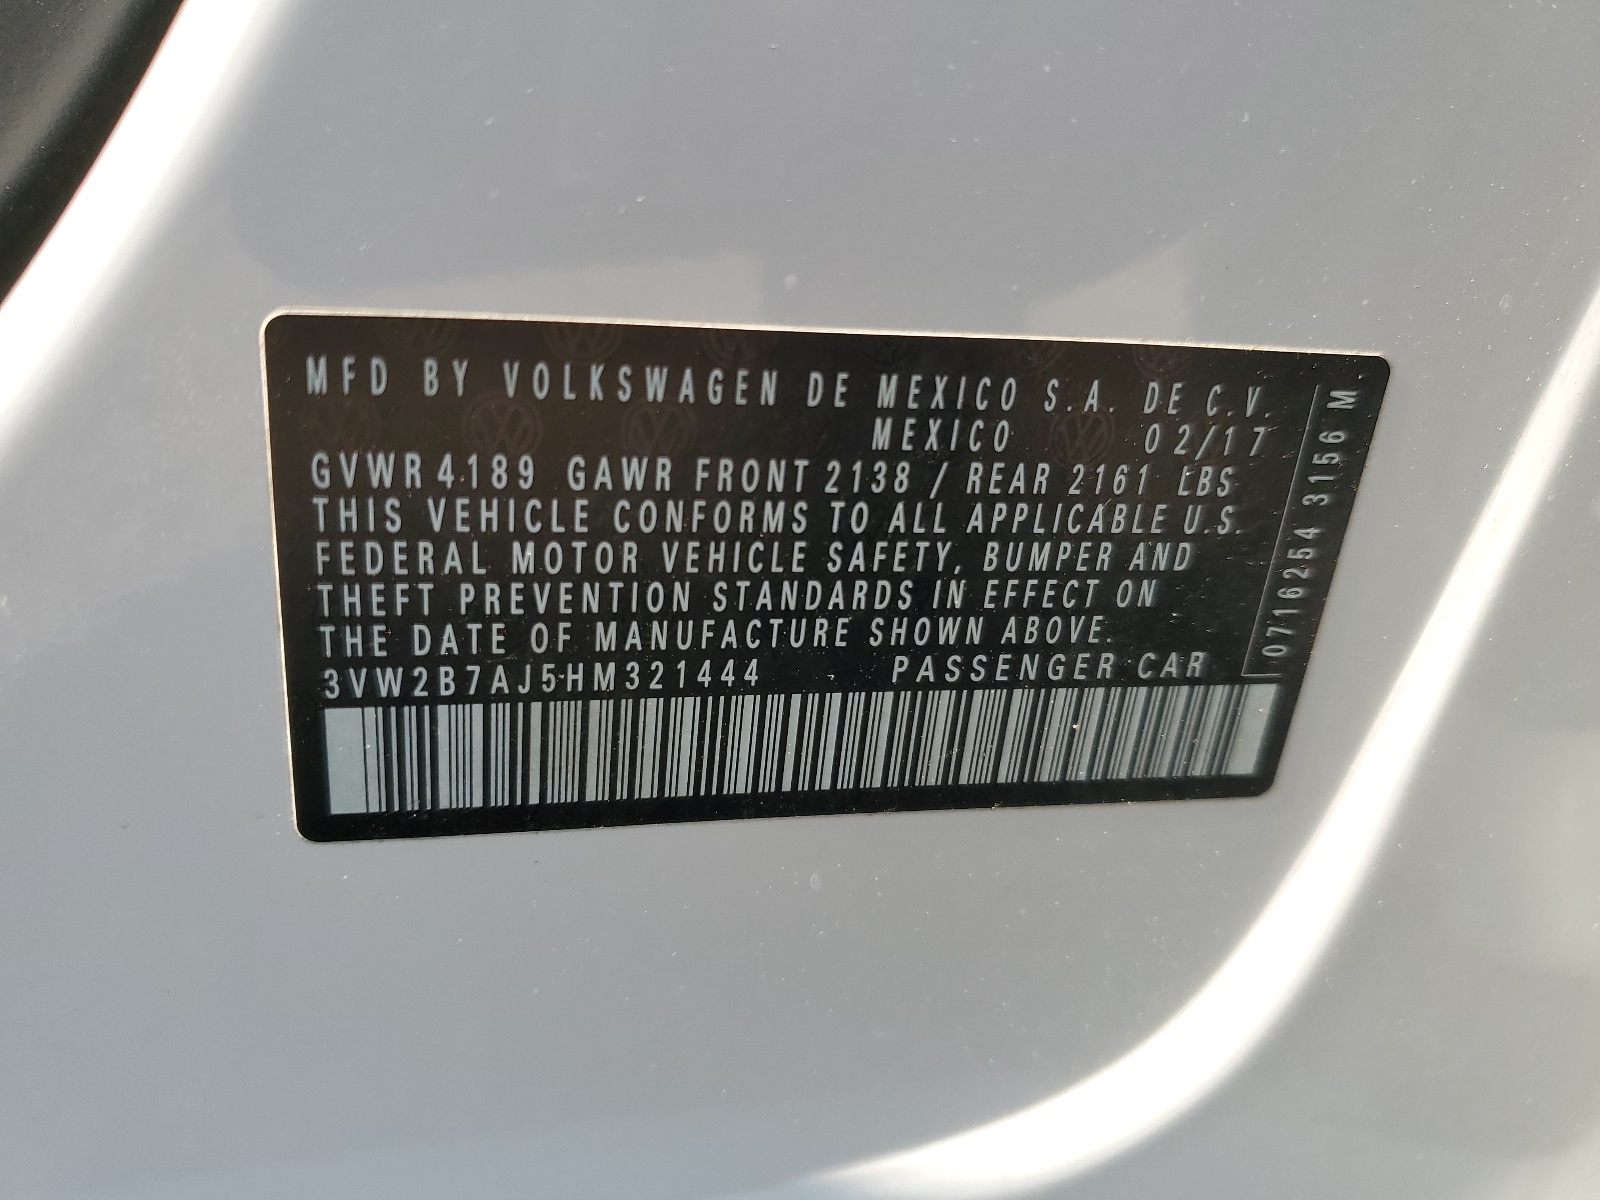 MFD BY VOLKSWAGEN DE MEXICO S.A. DE C.V.
MEXICO 02/17
GVWR 4189 GAWR FRONT 2138 / REAR 2161 LBS
THIS VEHICLE CONFORMS TO ALL APPLICABLE U.S.
FEDERAL MOTOR VEHICLE SAFETY, BUMPER AND
THEFT PREVENTION STANDARDS IN EFFECT ON
THE DATE OF MANUFACTURE SHOWN ABOVE.
3VW2B7AJ5HM321444 PASSENGER CAR
0716254 3156 M